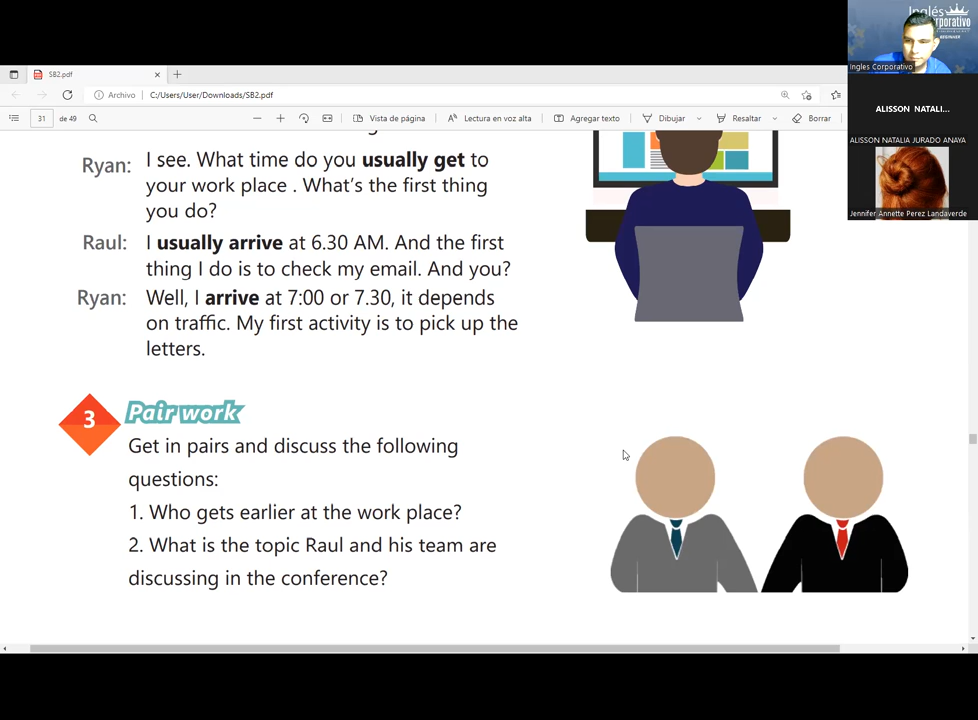 Inglés
Corporativo
BEGINNER
Ingles Corporativo
ALISSON NATALI...
ALISSON NATALIA JURADO ANAYA
Jennifer Annette Perez Landaverde
SB2.pdf
Archivo
C:/Users/User/Downloads/SB2.pdf
31
de 49
Vista de página
Lectura en voz alta
Agregar texto
Dibujar
Resaltar
Borrar
Ryan: I see. What time do you usually get to
your work place . What's the first thing
you do?
Raul: I usually arrive at 6.30 AM. And the first
thing I do is to check my email. And you?
Ryan: Well, I arrive at 7:00 or 7.30, it depends
on traffic. My first activity is to pick up the
letters.
3 Pair work
Get in pairs and discuss the following
questions:
1. Who gets earlier at the work place?
2. What is the topic Raul and his team are
discussing in the conference?